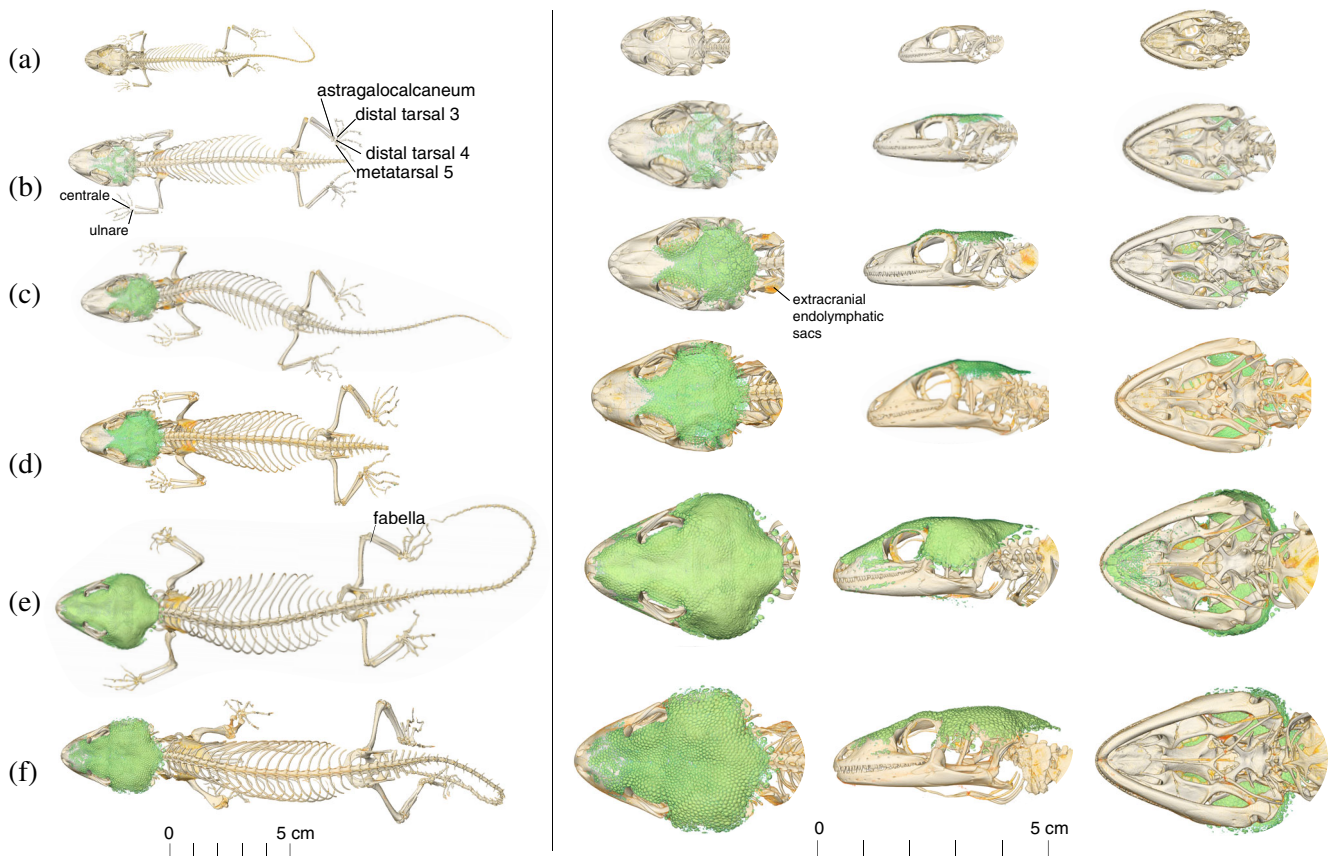 (a)
astragalocalcaneum
distal tarsal 3
distal tarsal 4
metatarsal 5
(b)
centrale
ulnare
(c)
extracranial
endolymphatic
sacs
(d)
fabella
(e)
(f)
0 5 cm
0 5 cm